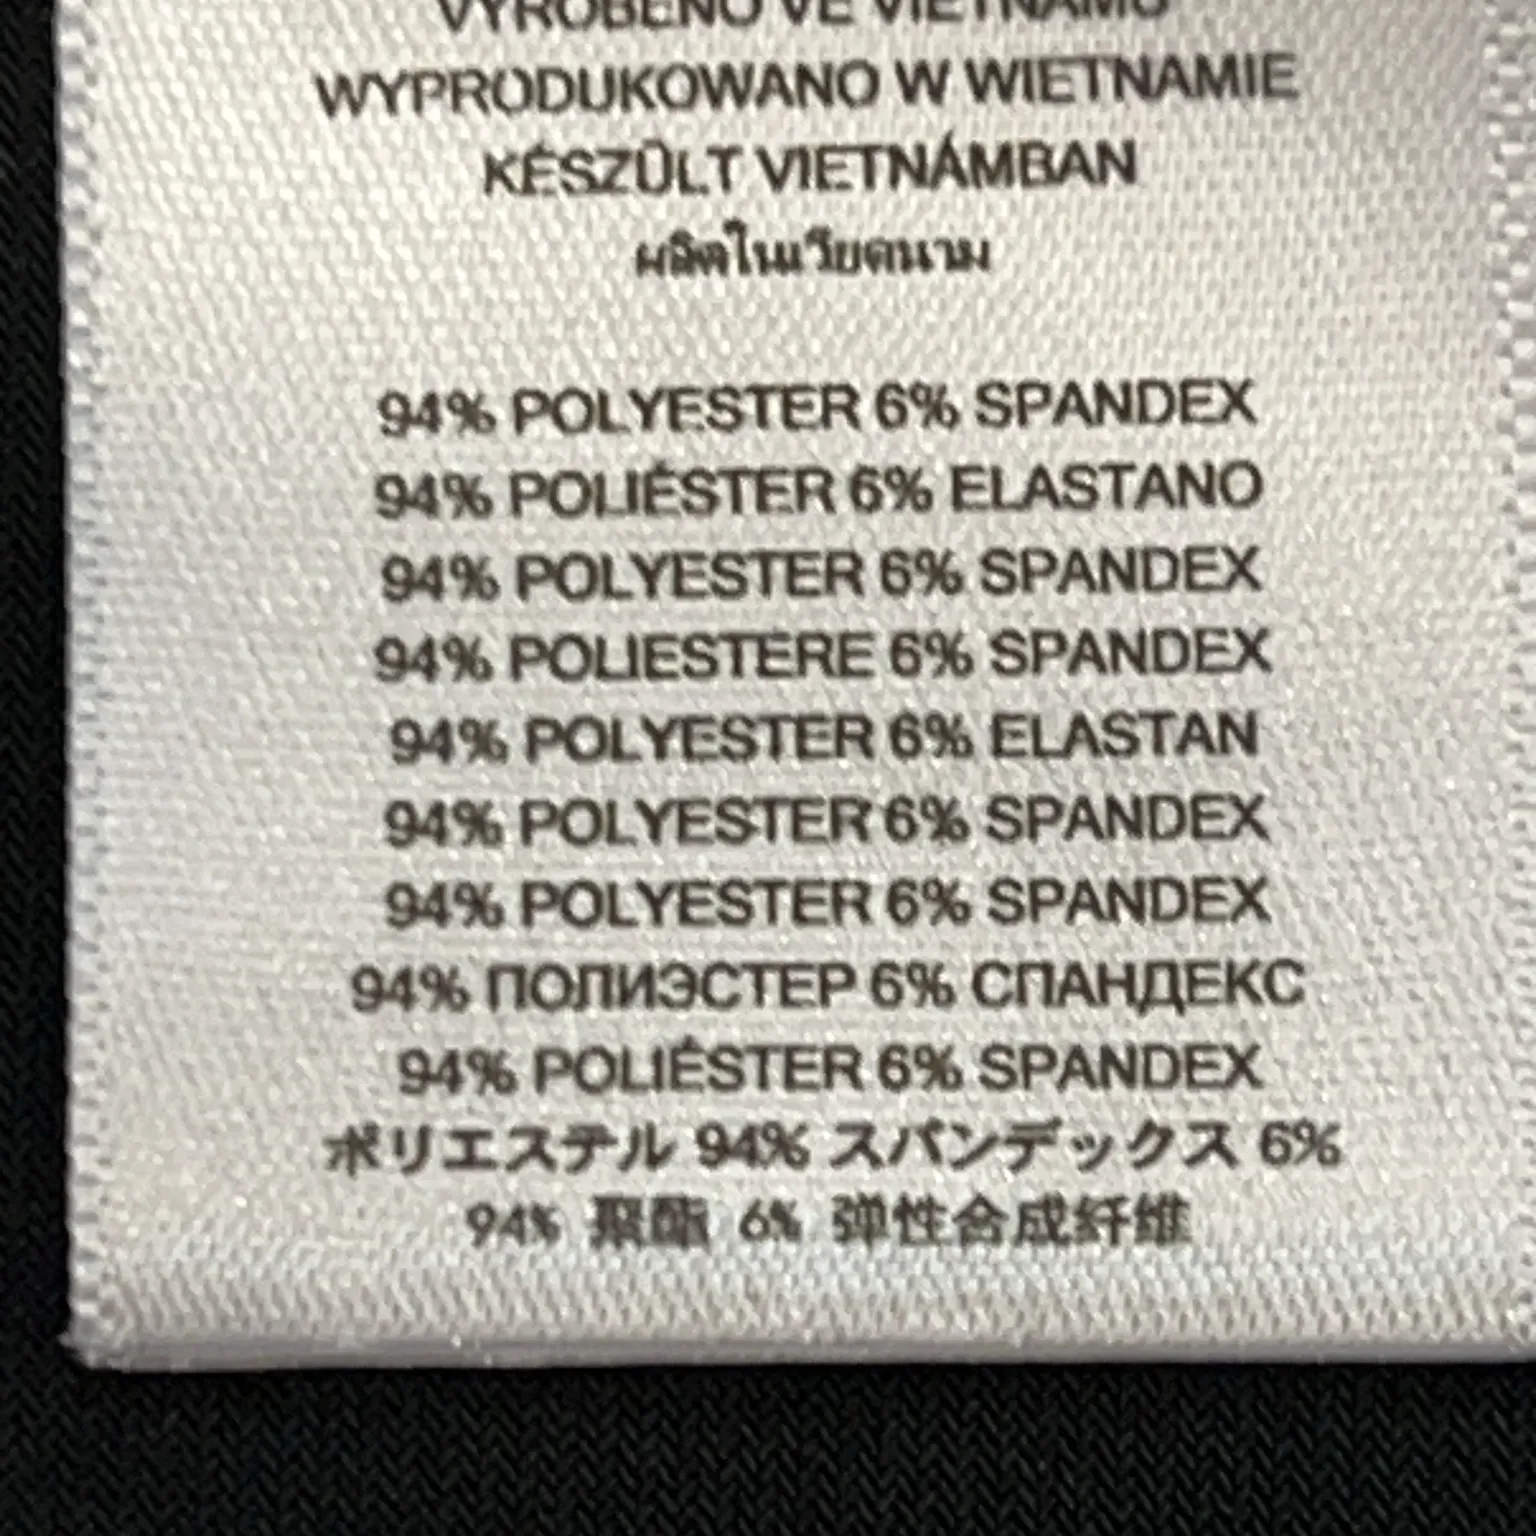 VYROBENO VE VIETNAMU
WYPRODUKOWANO W WIETNAMIE
KÉSZÜLT VIETNÁMBAN
ผลิตในเวียดนาม
94% POLYESTER 6% SPANDEX
94% POLIÉSTER 6% ELASTANO
94% POLYESTER 6% SPANDEX
94% POLIESTERE 6% SPANDEX
94% POLYESTER 6% ELASTAN
94% POLYESTER 6% SPANDEX
94% POLYESTER 6% SPANDEX
94% ПОЛИЭСТЕР 6% СПАНДЕКС
94% POLIÉSTER 6% SPANDEX
ポリエステル 94% スパンデックス 6%
94% 聚酯 6% 弹性合成纤维